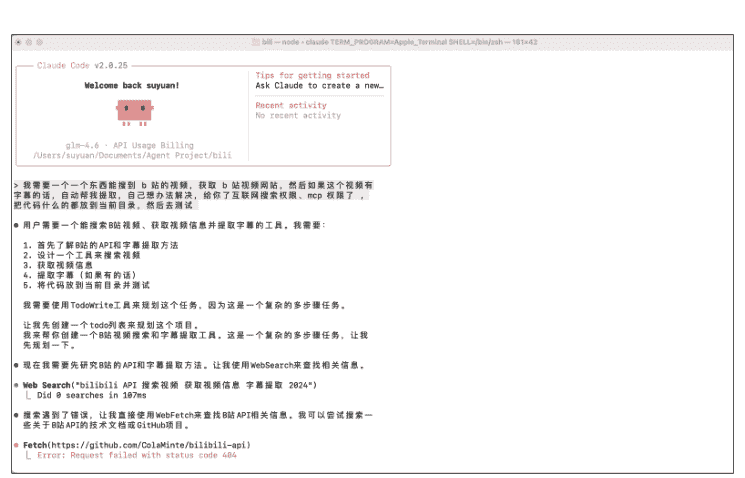 bill — node - claude TERM_PROGRAM=Apple_Terminal SHELL=/bin/zsh — 181×42
Claude Code v2.0.25
Welcome back suyuan!
glm-4.6 · API Usage Billing
/Users/suyuan/Documents/Agent Project/bili
Tips for getting started
Ask Claude to create a new…
Recent activity
No recent activity
> 我需要一个一个东西能搜到 b 站的视频, 获取 b 站视频网站, 然后如果这个视频有
字幕的话, 自动帮我提取, 自己想办法解决, 给你了互联网搜索权限、mcp 权限了 ,
把代码什么的都放到当前目录, 然后去测试
● 用户需要一个能搜索B站视频、获取视频信息并提取字幕的工具。我需要:
1. 首先了解B站的API和字幕提取方法
2. 设计一个工具来搜索视频
3. 获取视频信息
4. 提取字幕 (如果有的话)
5. 将代码放到当前目录并测试
我需要使用TodoWrite工具来规划这个任务, 因为这是一个复杂的多步骤任务。
让我先创建一个todo列表来规划这个项目。
我来帮你创建一个B站视频搜索和字幕提取工具。这是一个复杂的多步骤任务, 让我
先规划一下。
● 现在我需要先研究B站的API和字幕提取方法。让我使用WebSearch来查找相关信息。
● Web Search("bilibili API 搜索视频 获取视频信息 字幕提取 2024")
⎿ Did 0 searches in 107ms
● 搜索遇到了错误, 让我直接使用WebFetch来查找B站API相关信息。我可以尝试搜索一
些关于B站API的技术文档或GitHub项目。
● Fetch(https://github.com/ColaMinte/bilibili-api)
⎿ Error: Request failed with status code 404